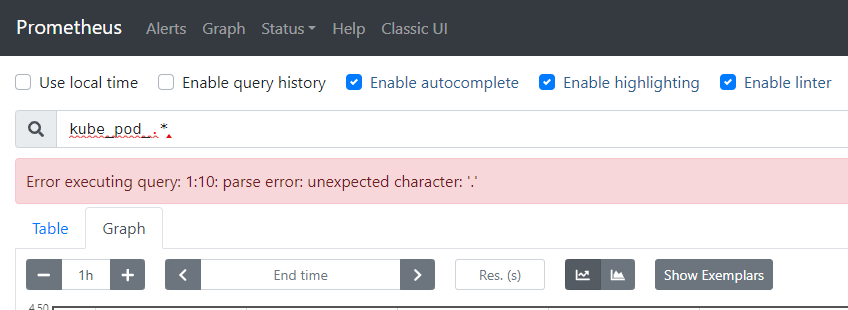 Prometheus Alerts Graph Status Help Classic UI
Use local time Enable query history Enable autocomplete Enable highlighting Enable linter
kube_pod_.*
Error executing query: 1:10: parse error: unexpected character: '.'
Table Graph
1h End time Res. (s) Show Exemplars
4.50